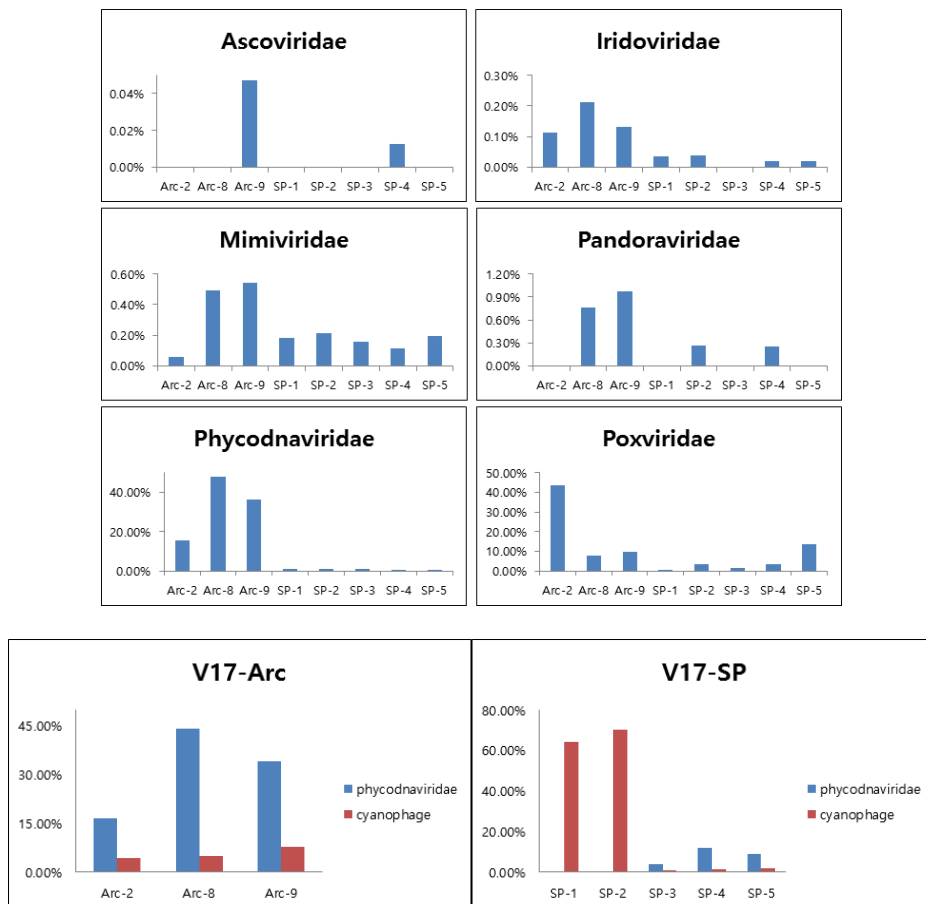 Ascoviridae
0.04%
0.02%
0.00%
Arc-2 Arc-8 Arc-9 SP-1 SP-2 SP-3 SP-4 SP-5
Iridoviridae
0.30%
0.20%
0.10%
0.00%
Arc-2 Arc-8 Arc-9 SP-1 SP-2 SP-3 SP-4 SP-5
Mimiviridae
0.60%
0.40%
0.20%
0.00%
Arc-2 Arc-8 Arc-9 SP-1 SP-2 SP-3 SP-4 SP-5
Pandoraviridae
1.20%
0.90%
0.60%
0.30%
0.00%
Arc-2 Arc-8 Arc-9 SP-1 SP-2 SP-3 SP-4 SP-5
Phycodnaviridae
40.00%
20.00%
0.00%
Arc-2 Arc-8 Arc-9 SP-1 SP-2 SP-3 SP-4 SP-5
Poxviridae
50.00%
40.00%
30.00%
20.00%
10.00%
0.00%
Arc-2 Arc-8 Arc-9 SP-1 SP-2 SP-3 SP-4 SP-5
V17-Arc
45.00%
30.00%
15.00%
0.00%
Arc-2 Arc-8 Arc-9
phycodnaviridae
cyanophage
V17-SP
80.00%
60.00%
40.00%
20.00%
0.00%
SP-1 SP-2 SP-3 SP-4 SP-5
phycodnaviridae
cyanophage